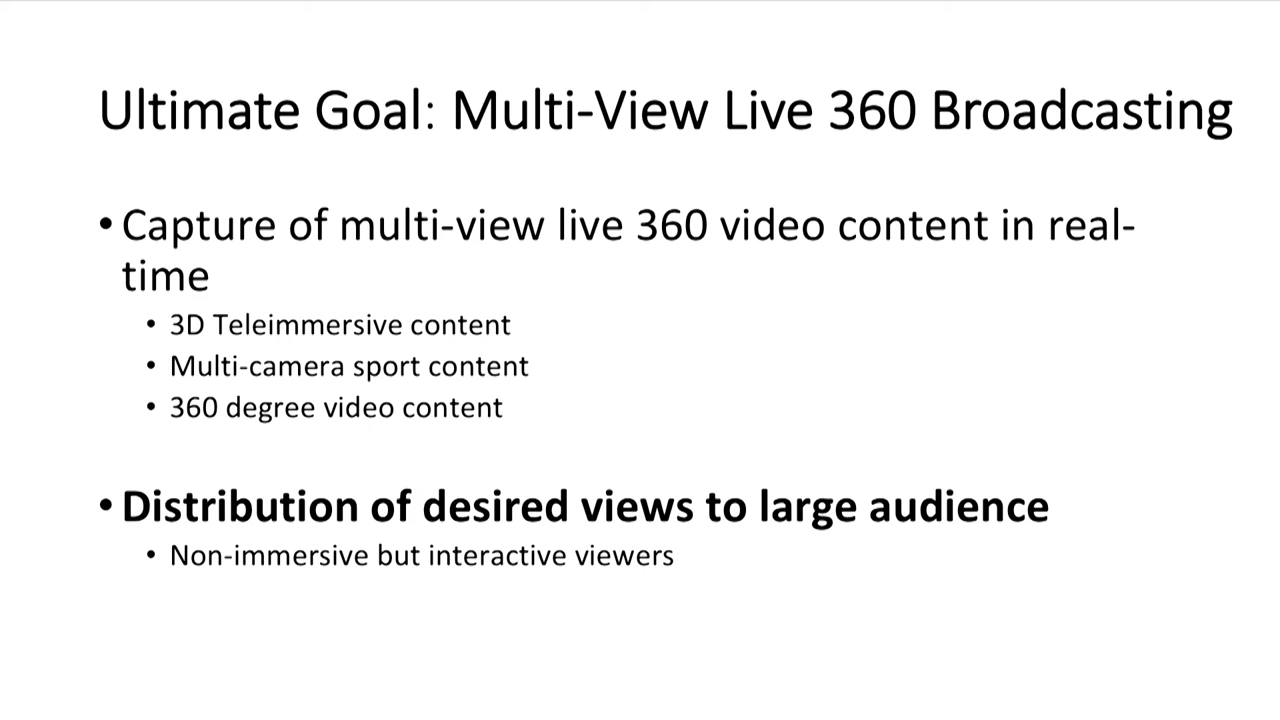 Ultimate Goal: Multi-View Live 360 Broadcasting
• Capture of multi-view live 360 video content in real-
time
• 3D Teleimmersive content
• Multi-camera sport content
• 360 degree video content
• Distribution of desired views to large audience
• Non-immersive but interactive viewers